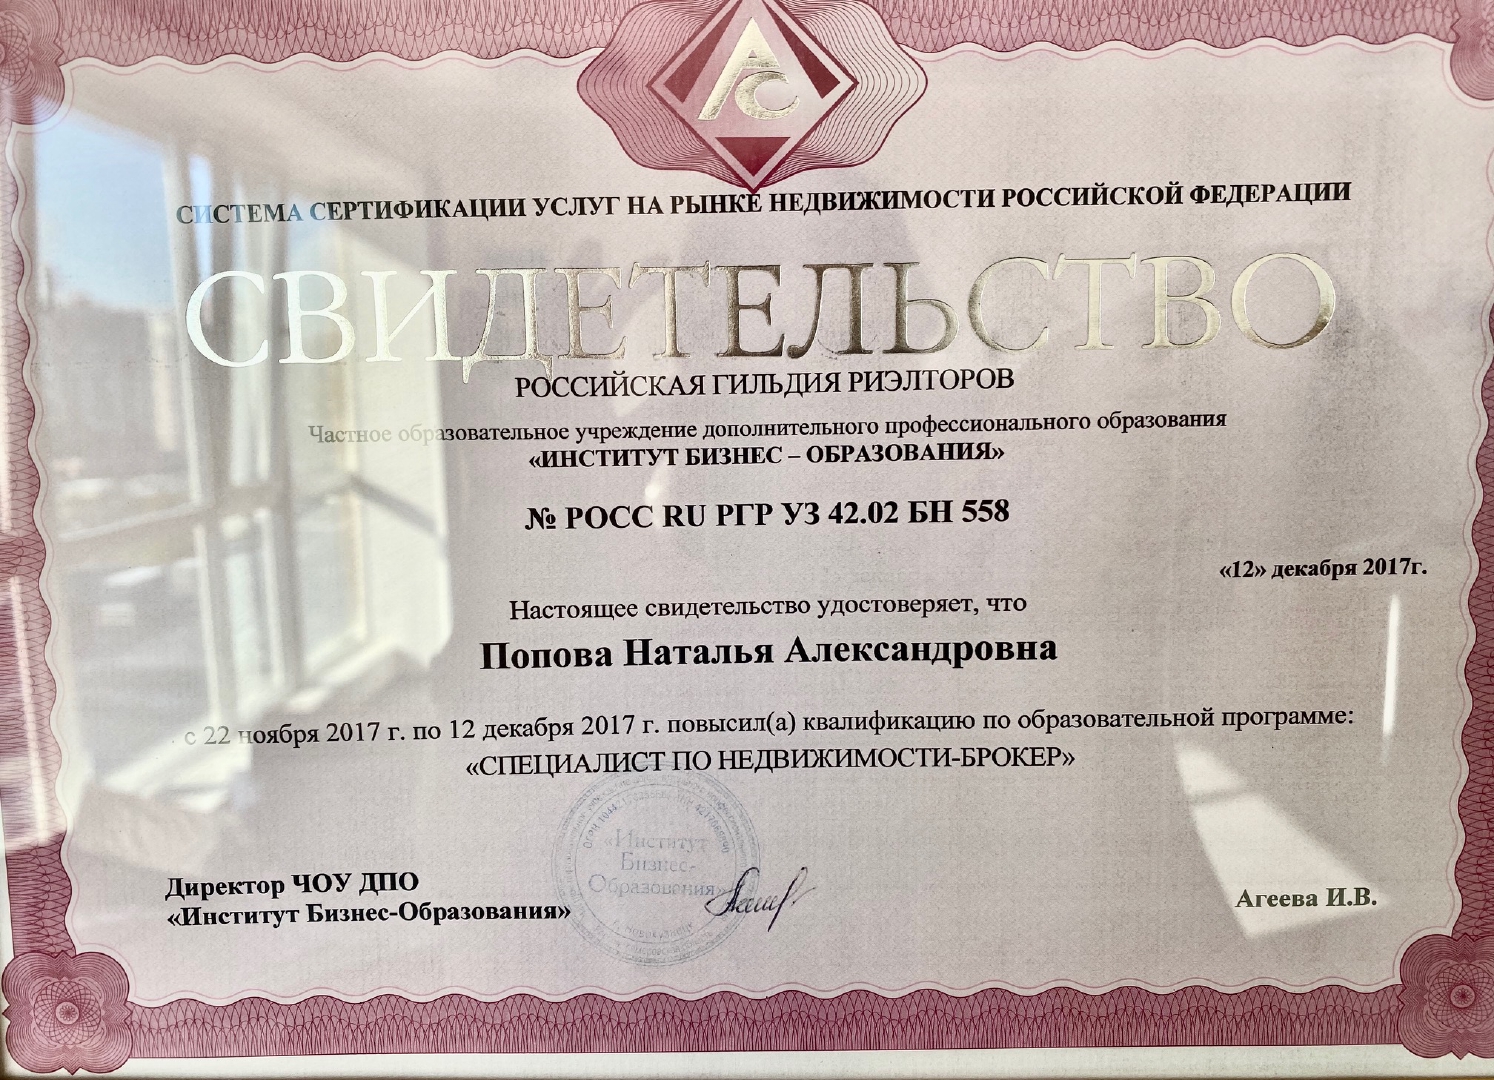 АС
СИСТЕМА СЕРТИФИКАЦИИ УСЛУГ НА РЫНКЕ НЕДВИЖИМОСТИ РОССИЙСКОЙ ФЕДЕРАЦИИ
СВИДЕТЕЛЬСТВО
РОССИЙСКАЯ ГИЛЬДИЯ РИЭЛТОРОВ
Частное образовательное учреждение дополнительного профессионального образования
«ИНСТИТУТ БИЗНЕС – ОБРАЗОВАНИЯ»
№ РОСС RU РГР УЗ 42.02 БН 558
«12» декабря 2017г.
Настоящее свидетельство удостоверяет, что
Попова Наталья Александровна
с 22 ноября 2017 г. по 12 декабря 2017 г. повысил(а) квалификацию по образовательной программе:
«СПЕЦИАЛИСТ ПО НЕДВИЖИМОСТИ-БРОКЕР»
«Институт
Бизнес-
Образования»
Директор ЧОУ ДПО
«Институт Бизнес-Образования»
Агеева И.В.